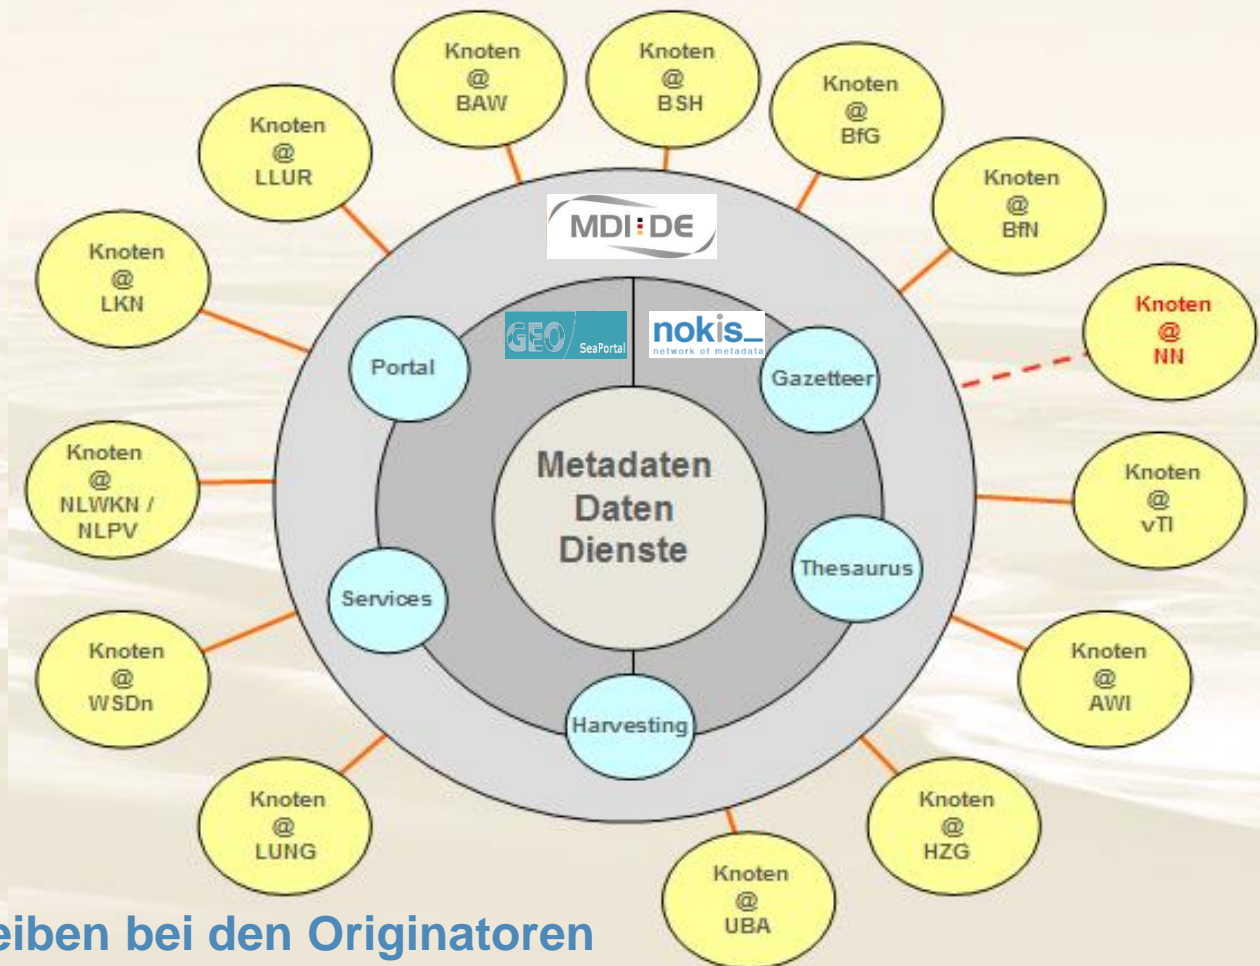 Knoten
@
BAW
Knoten
@
BSH
Knoten
@
BfG
Knoten
@
LLUR
Knoten
@
BfN
Knoten
@
LKN
Knoten
@
NN
MDI:DE
GEO/ SeaPortal
nokis_
network of metadata
Portal
Gazetteer
Metadaten
Daten
Dienste
Knoten
@
NLWKN /
NLPV
Knoten
@
vTI
Services
Thesaurus
Knoten
@
WSDn
Knoten
@
AWI
Harvesting
Knoten
@
LUNG
Knoten
@
HZG
Knoten
@
UBA
eiben bei den Originatoren